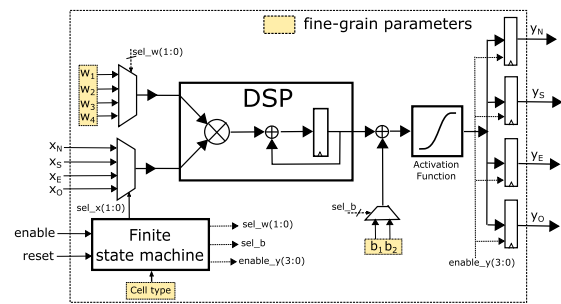 fine-grain parameters
sel_w(1:0)
w1
w2
w3
w4
DSP
xN
xS
xE
xO
sel_x(1:0)
Activation
Function
yN
yS
yE
yO
sel_b
b1 b2
enable
reset
Finite
state machine
sel_w(1:0)
sel_b
enable_y(3:0)
enable_y(3:0)
Cell type